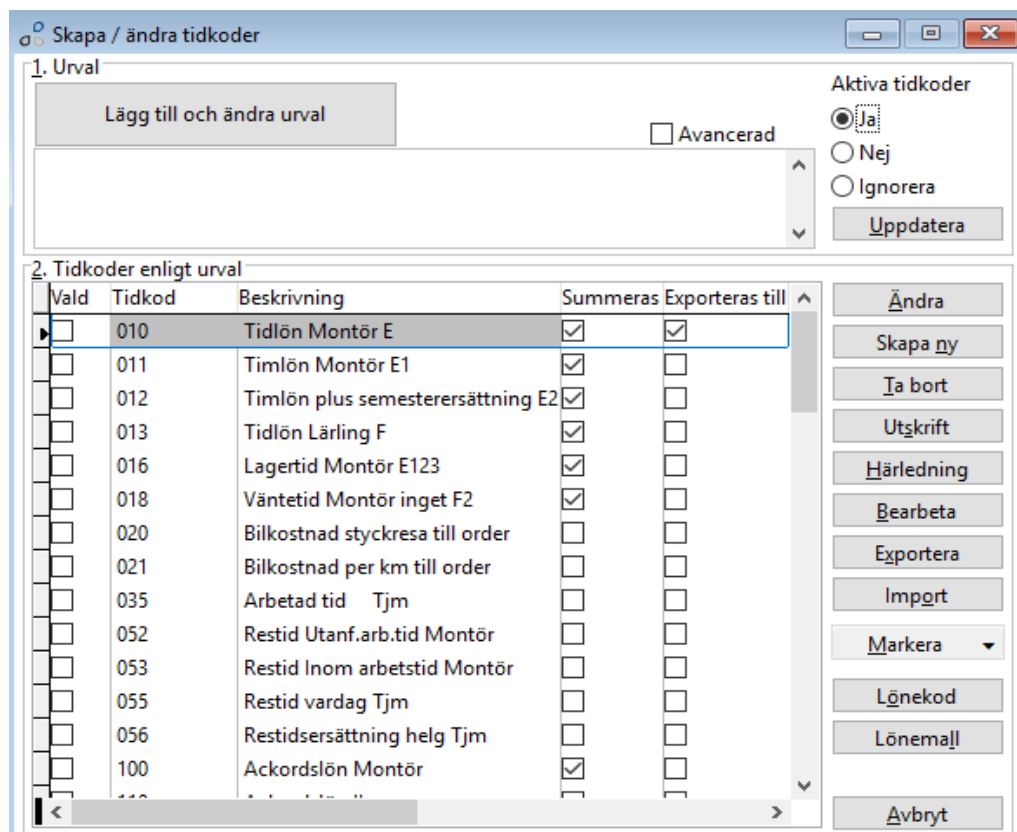 Skapa / ändra tidkoder
1. Urval
Lägg till och ändra urval
Avancerad
Aktiva tidkoder
Ja
Nej
Ignorera
Uppdatera
2. Tidkoder enligt urval
Vald Tidkod Beskrivning Summeras Exporteras till
010 Tidlön Montör E
011 Timlön Montör E1
012 Timlön plus semesterersättning E2
013 Tidlön Lärling F
016 Lagertid Montör E123
018 Väntetid Montör inget F2
020 Bilkostnad styckresa till order
021 Bilkostnad per km till order
035 Arbetad tid Tjm
052 Restid Utanf.arb.tid Montör
053 Restid Inom arbetstid Montör
055 Restid vardag Tjm
056 Restidsersättning helg Tjm
100 Ackordslön Montör
Ändra
Skapa ny
Ta bort
Utskrift
Härledning
Bearbeta
Exportera
Import
Markera
Lönekod
Lönemall
Avbryt